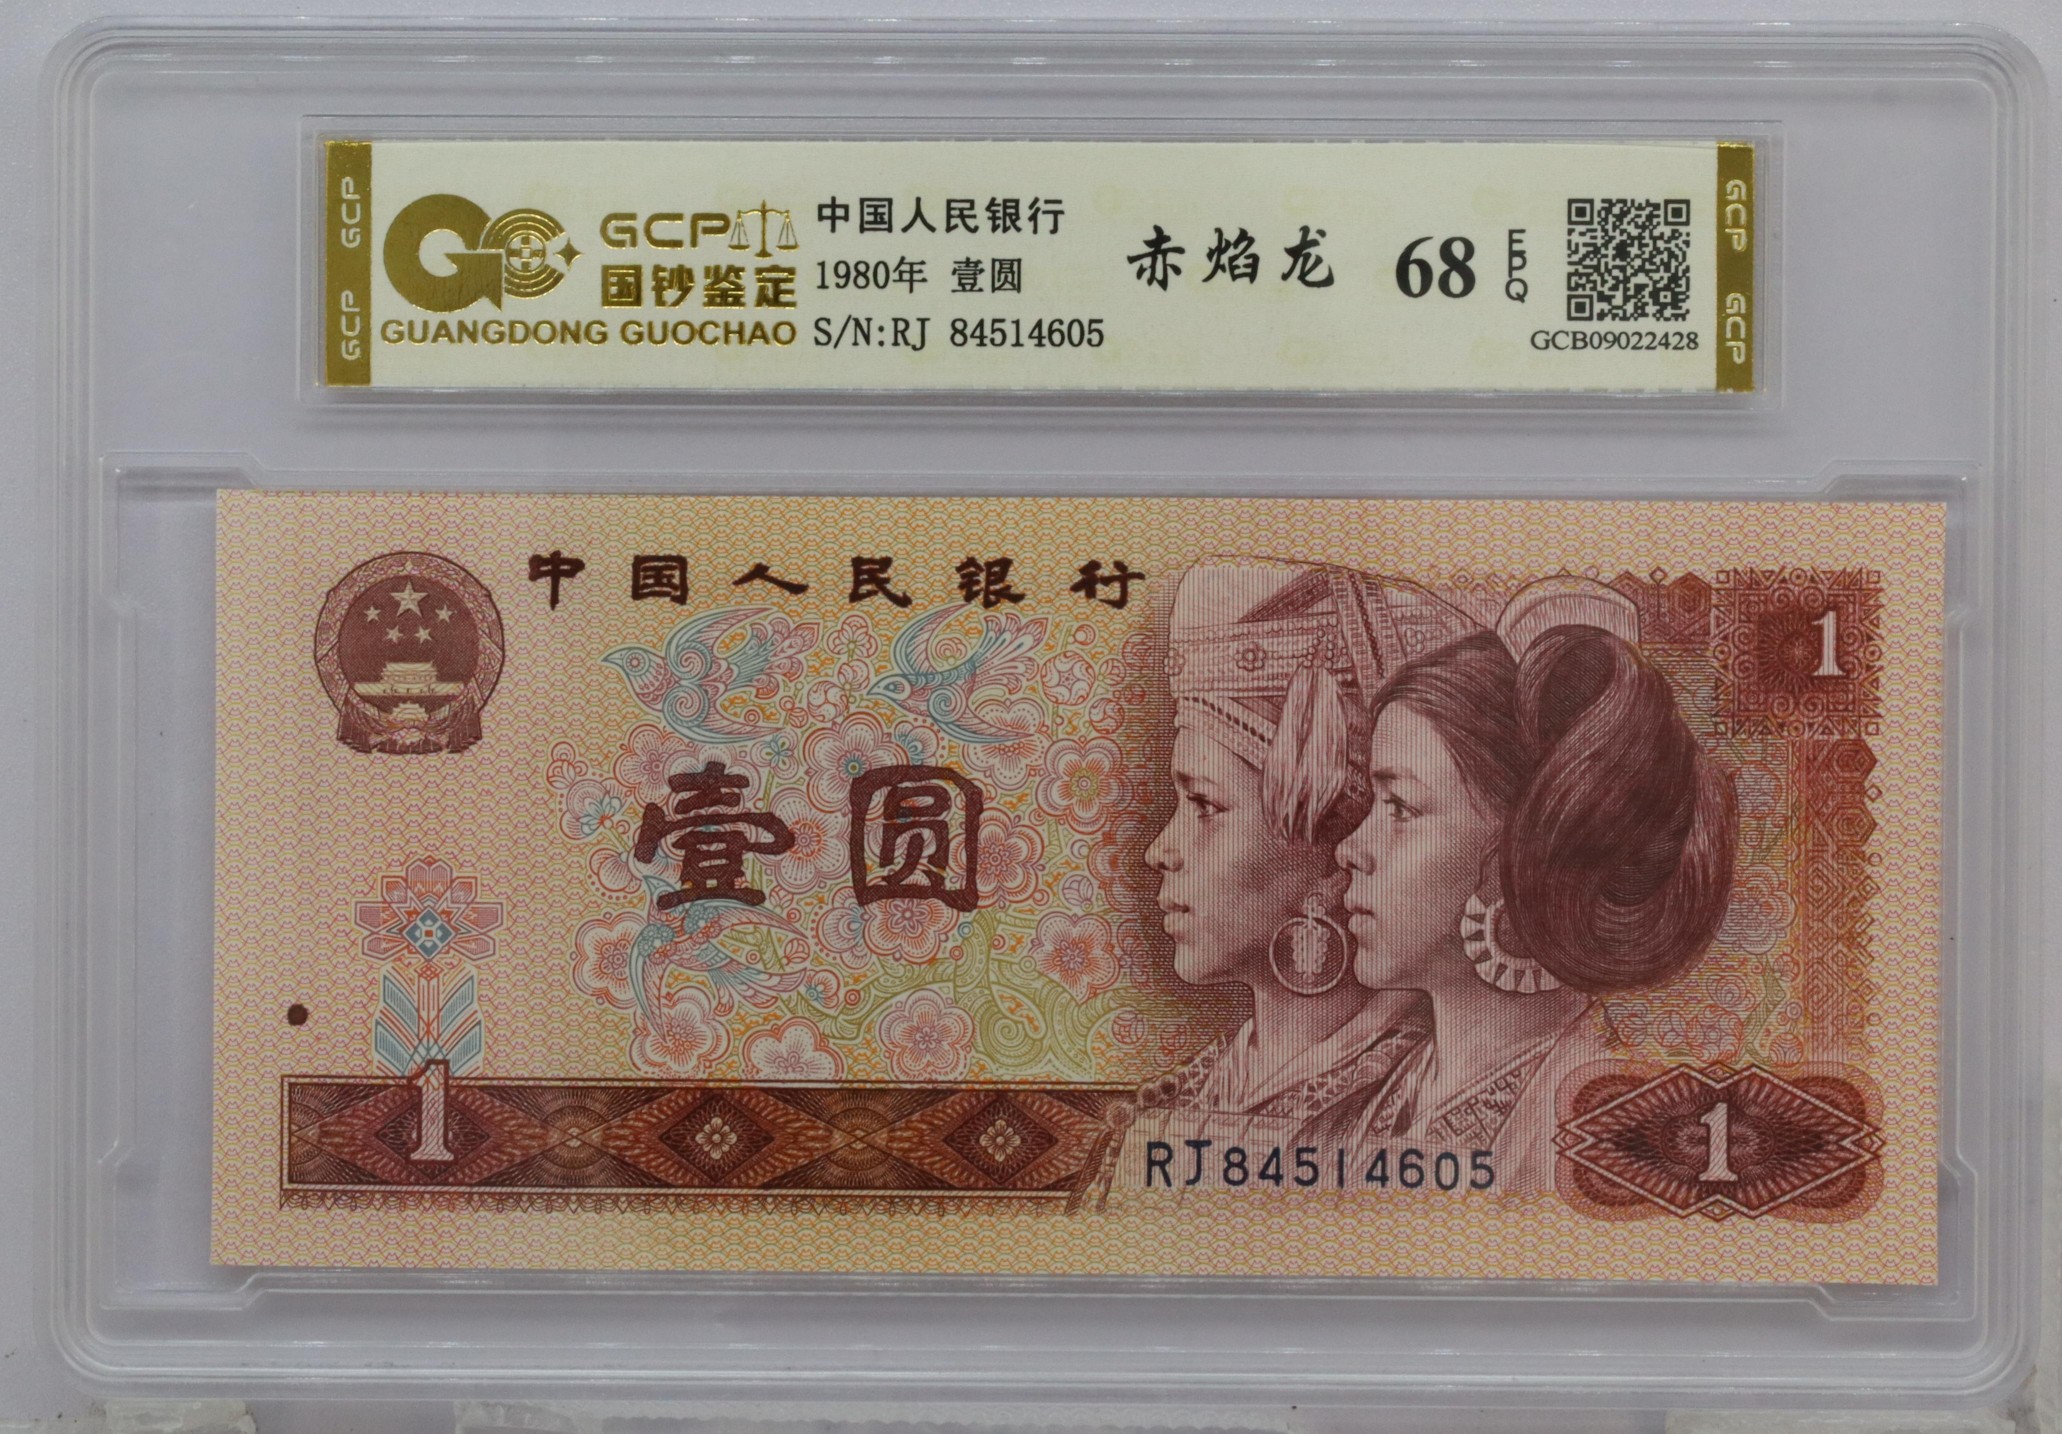 GCP GCP
GCP
国钞鉴定
GUANGDONG GUOCHAO
中国人民银行
1980年 壹圆
S/N:RJ 84514605
赤焰龙
68
EPQ
GCB09022428
GCP GCP
中国人民银行
1
壹圆
1
RJ84514605
1